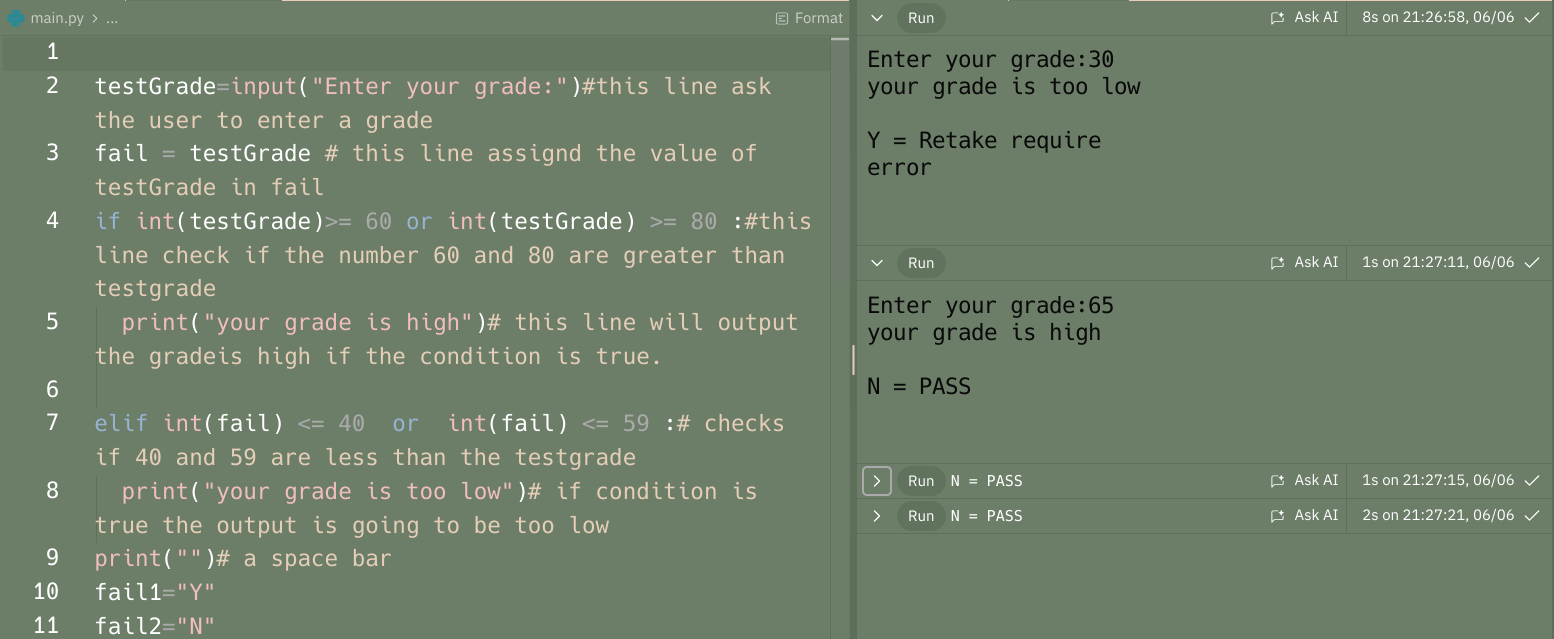 main.py > ...
Format
1
2 testGrade=input("Enter your grade:")#this line ask
the user to enter a grade
3 fail = testGrade # this line assignd the value of
testGrade in fail
4 if int(testGrade)>= 60 or int(testGrade) >= 80 :#this
line check if the number 60 and 80 are greater than
testgrade
5 print("your grade is high")# this line will output
the gradeis high if the condition is true.
6
7 elif int(fail) <= 40  or  int(fail) <= 59 :# checks
if 40 and 59 are less than the testgrade
8 print("your grade is too low")# if condition is
true the output is going to be too low
9 print("")# a space bar
10 fail1="Y"
11 fail2="N"
Run Ask AI 8s on 21:26:58, 06/06
Enter your grade:30
your grade is too low
Y = Retake require
error
Run Ask AI 1s on 21:27:11, 06/06
Enter your grade:65
your grade is high
N = PASS
Run N = PASS Ask AI 1s on 21:27:15, 06/06
Run N = PASS Ask AI 2s on 21:27:21, 06/06